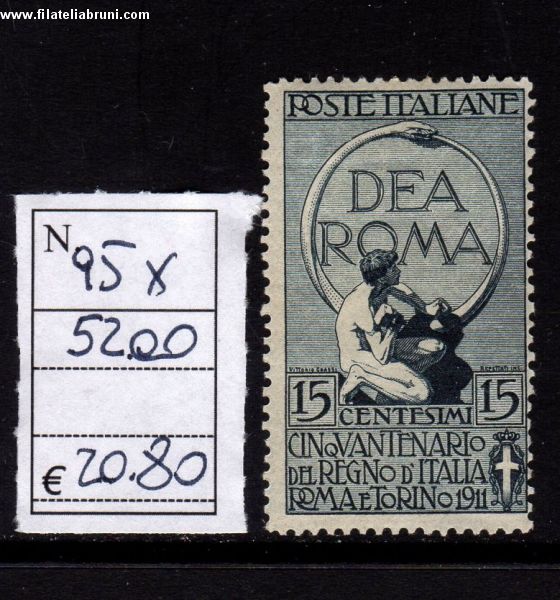 www.filateliabruni.com
N. 95 x
52.00
€ 20.80
POSTE ITALIANE
DEA
ROMA
15 CENTESIMI 15
CINQVANTENARIO
DEL REGNO D'ITALIA
ROMA E TORINO 1911